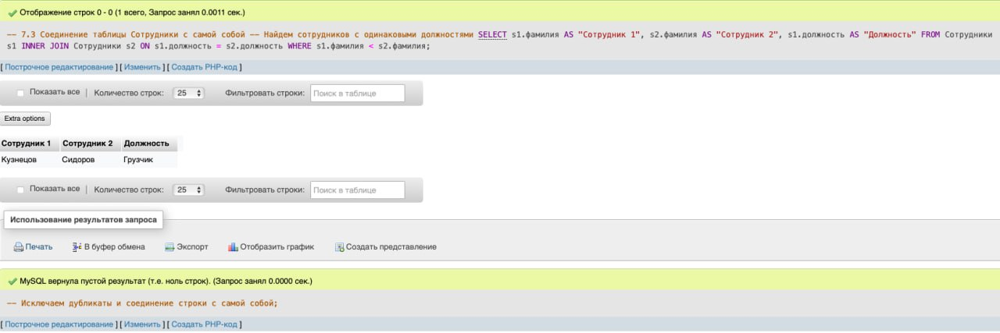 Отображение строк 0 - 0 (1 всего, Запрос занял 0.0011 сек.)
-- 7.3 Соединение таблицы Сотрудники с самой собой -- Найдем сотрудников с одинаковыми должностями SELECT s1.фамилия AS "Сотрудник 1", s2.фамилия AS "Сотрудник 2", s1.должность AS "Должность" FROM Сотрудники
s1 INNER JOIN Сотрудники s2 ON s1.должность = s2.должность WHERE s1.фамилия < s2.фамилия;
[ Построчное редактирование ] [ Изменить ] [ Создать PHP-код ]
Показать все | Количество строк: 25 Фильтровать строки: Поиск в таблице
Extra options
Сотрудник 1 Сотрудник 2 Должность
Кузнецов Сидоров Грузчик
Показать все | Количество строк: 25 Фильтровать строки: Поиск в таблице
Использование результатов запроса
Печать В буфер обмена Экспорт Отобразить график Создать представление
MySQL вернула пустой результат (т.е. ноль строк). (Запрос занял 0.0000 сек.)
-- Исключаем дубликаты и соединение строки с самой собой;
[ Построчное редактирование ] [ Изменить ] [ Создать PHP-код ]